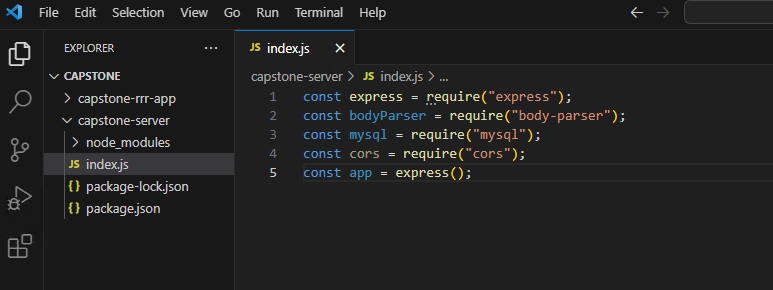 File Edit Selection View Go Run Terminal Help
EXPLORER ...
CAPSTONE
capstone-rrr-app
capstone-server
node_modules
JS index.js
{} package-lock.json
{} package.json
JS index.js
capstone-server > JS index.js > ...
1 const express = require("express");
2 const bodyParser = require("body-parser");
3 const mysql = require("mysql");
4 const cors = require("cors");
5 const app = express();